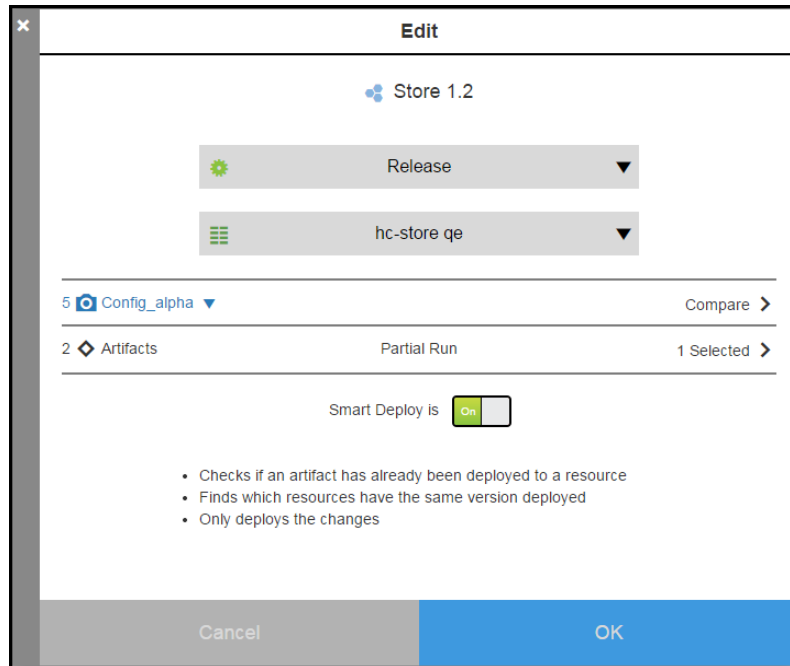 Edit
Store 1.2
Release
hc-store qe
5 Config_alpha Compare
2 Artifacts Partial Run 1 Selected
Smart Deploy is On
Checks if an artifact has already been deployed to a resource
Finds which resources have the same version deployed
Only deploys the changes
Cancel OK